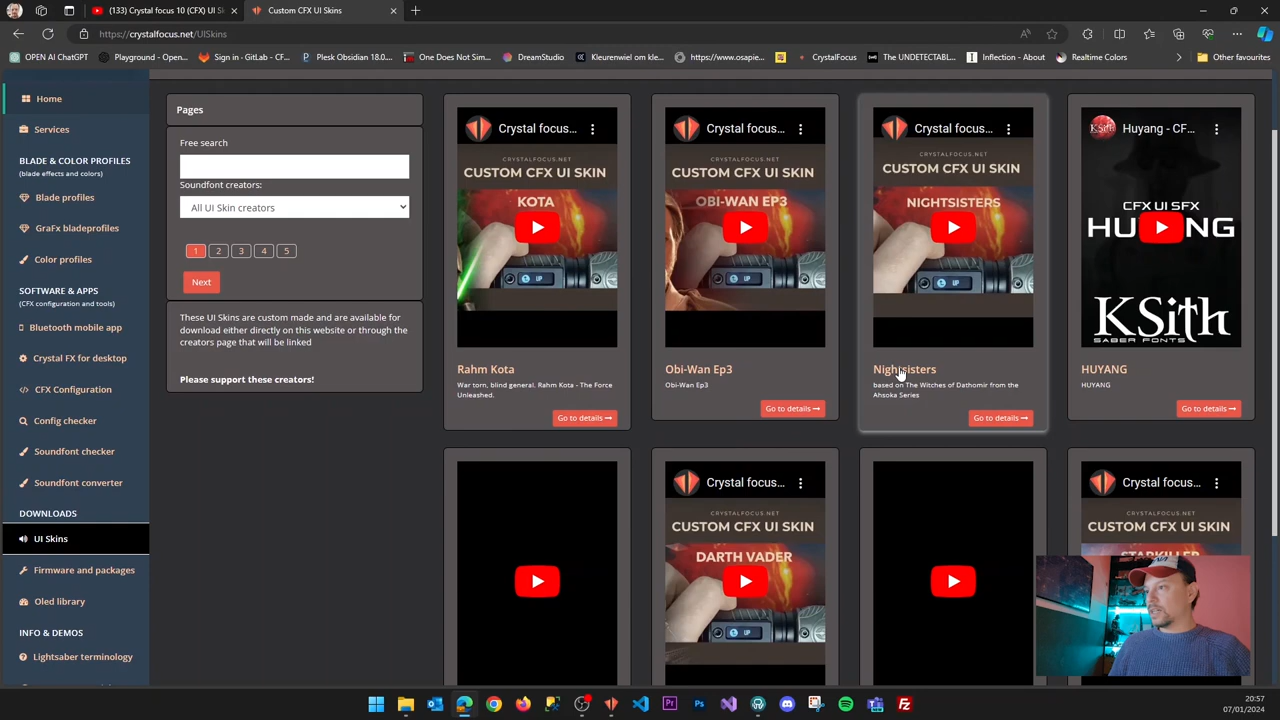 (133) Crystal focus 10 (CFX) UI Sk
Custom CFX UI Skins
https://crystalfocus.net/UISkins
OPEN AI ChatGPT
Playground - Open...
Sign in · GitLab - CF...
Plesk Obsidian 18.0...
One Does Not Sim...
DreamStudio
Kleurenwiel om kle...
https://www.osapie...
CrystalFocus
The UNDETECTABL...
Inflection - About
Realtime Colors
Other favourites
Home
Services
BLADE & COLOR PROFILES
(blade effects and colors)
Blade profiles
GraFx bladeprofiles
Color profiles
SOFTWARE & APPS
(CFX configuration and tools)
Bluetooth mobile app
Crystal FX for desktop
CFX Configuration
Config checker
Soundfont checker
Soundfont converter
DOWNLOADS
UI Skins
Firmware and packages
Oled library
INFO & DEMOS
Lightsaber terminology
Pages
Free search
Soundfont creators:
All UI Skin creators
1 2 3 4 5
Next
These UI Skins are custom made and are available for
download either directly on this website or through the
creators page that will be linked
Please support these creators!
Crystal focus...
CRYSTALFOCUS.NET
CUSTOM CFX UI SKIN
KOTA
UP
Rahm Kota
War torn, blind general. Rahm Kota - The Force
Unleashed.
Go to details
Crystal focus...
CRYSTALFOCUS.NET
CUSTOM CFX UI SKIN
OBI-WAN EP3
UP
Obi-Wan Ep3
Obi-Wan Ep3
Go to details
Crystal focus...
CRYSTALFOCUS.NET
CUSTOM CFX UI SKIN
NIGHTSISTERS
UP
Nightsisters
based on The Witches of Dathomir from the
Ahsoka Series
Go to details
KSith
Huyang - CF...
CFX UI SFX
HUYANG
KSith
SABER FONTS
HUYANG
HUYANG
Go to details
Crystal focus...
CRYSTALFOCUS.NET
CUSTOM CFX UI SKIN
DARTH VADER
UP
Crystal focus...
CRYSTALFOCUS.NET
CUSTOM CFX UI SKIN
STARKILLER
20:57
07/01/2024